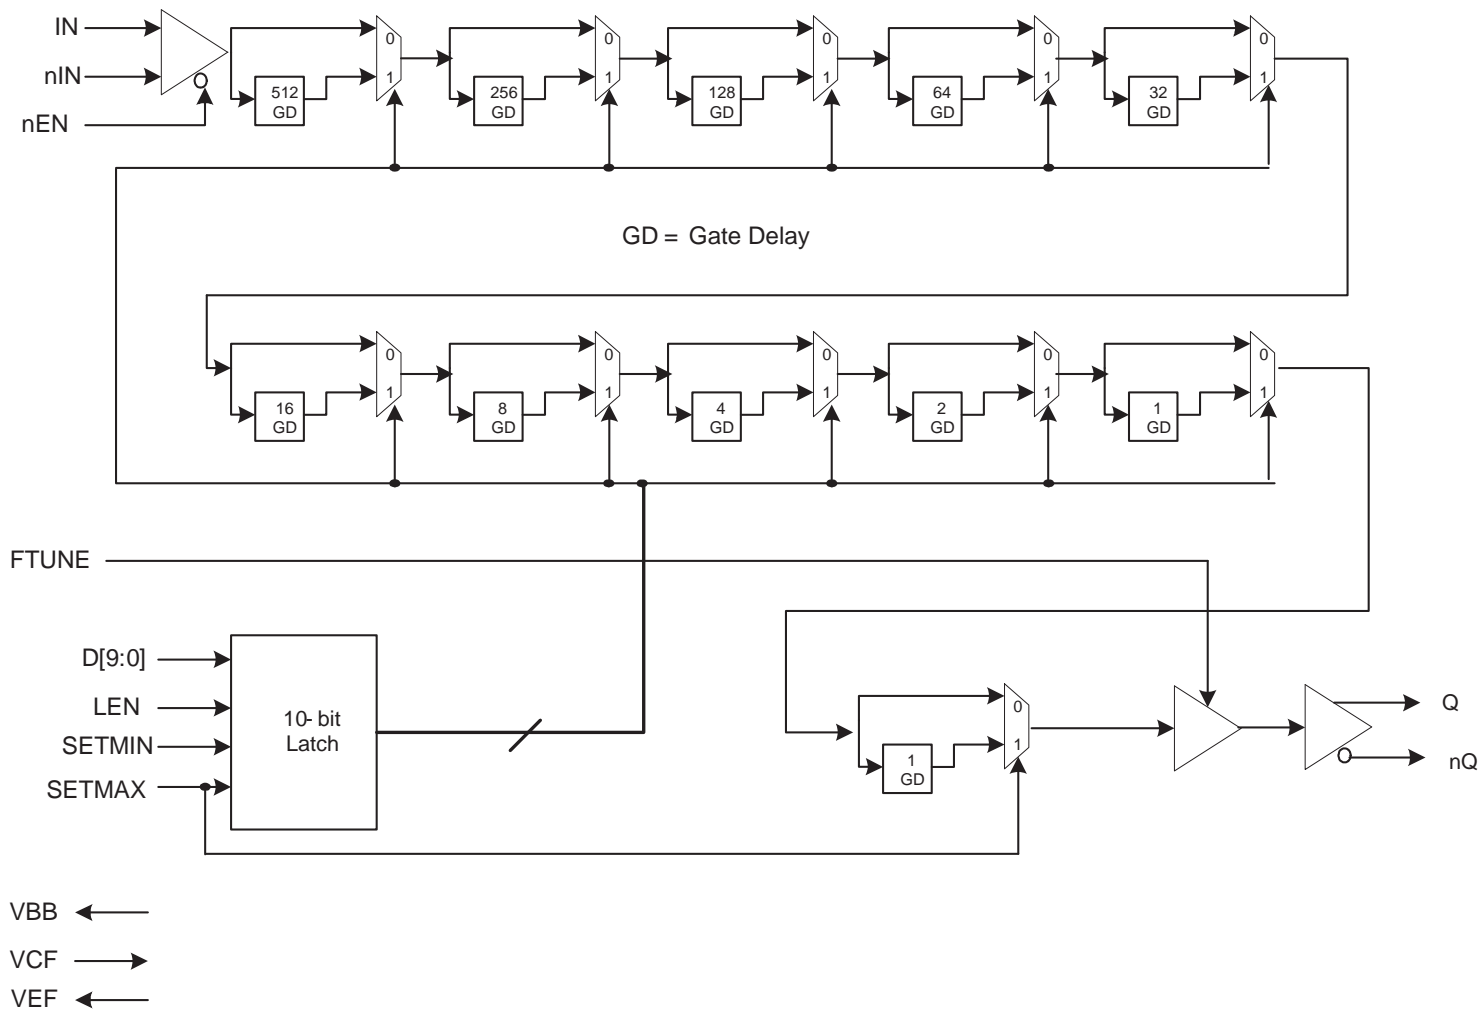 IN
nIN
nEN
0
1
512
GD
0
1
256
GD
0
1
128
GD
0
1
64
GD
0
1
32
GD
GD = Gate Delay
0
1
16
GD
0
1
8
GD
0
1
4
GD
0
1
2
GD
0
1
1
GD
FTUNE
D[9:0]
LEN
SETMIN
SETMAX
10- bit
Latch
0
1
1
GD
Q
nQ
VBB
VCF
VEF